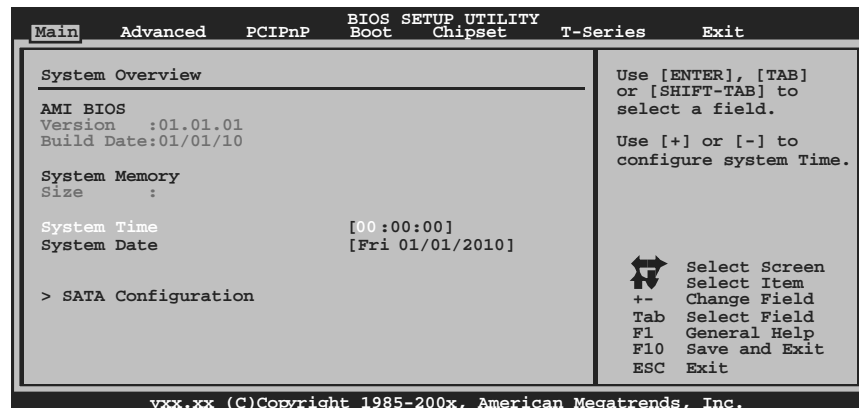 BIOS SETUP UTILITY
Main Advanced PCIPnP Boot Chipset T-Series Exit
System Overview
AMI BIOS
Version :01.01.01
Build Date:01/01/10
System Memory
Size :
System Time [00:00:00]
System Date [Fri 01/01/2010]
> SATA Configuration
Use [ENTER], [TAB]
or [SHIFT-TAB] to
select a field.
Use [+] or [-] to
configure system Time.
Select Screen
Select Item
+- Change Field
Tab Select Field
F1 General Help
F10 Save and Exit
ESC Exit
vxx.xx (C)Copyright 1985-200x, American Megatrends, Inc.